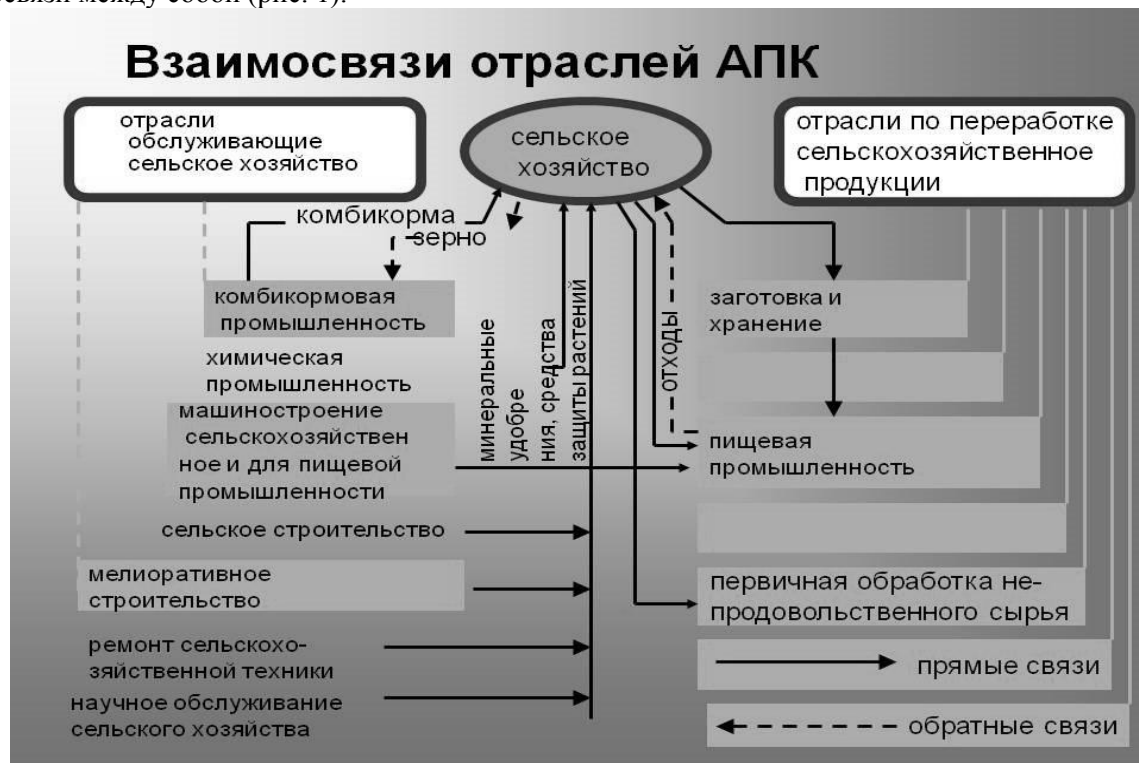 связи между собой (рис. 1).
Взаимосвязи отраслей АПК
отрасли
обслуживающие
сельское хозяйство
сельское
хозяйство
отрасли по переработке
сельскохозяйственное
продукции
комбикорма
зерно
комбикормовая
промышленность
химическая
промышленность
машиностроение
сельскохозяйствен
ное и для пищевой
промышленности
сельское строительство
мелиоративное
строительство
ремонт сельскохо-
зяйственной техники
научное обслуживание
сельского хозяйства
минеральные
удобре
ния, средства
защиты растений
отходы
заготовка и
хранение
пищевая
промышленность
первичная обработка не-
продовольственного сырья
прямые связи
обратные связи